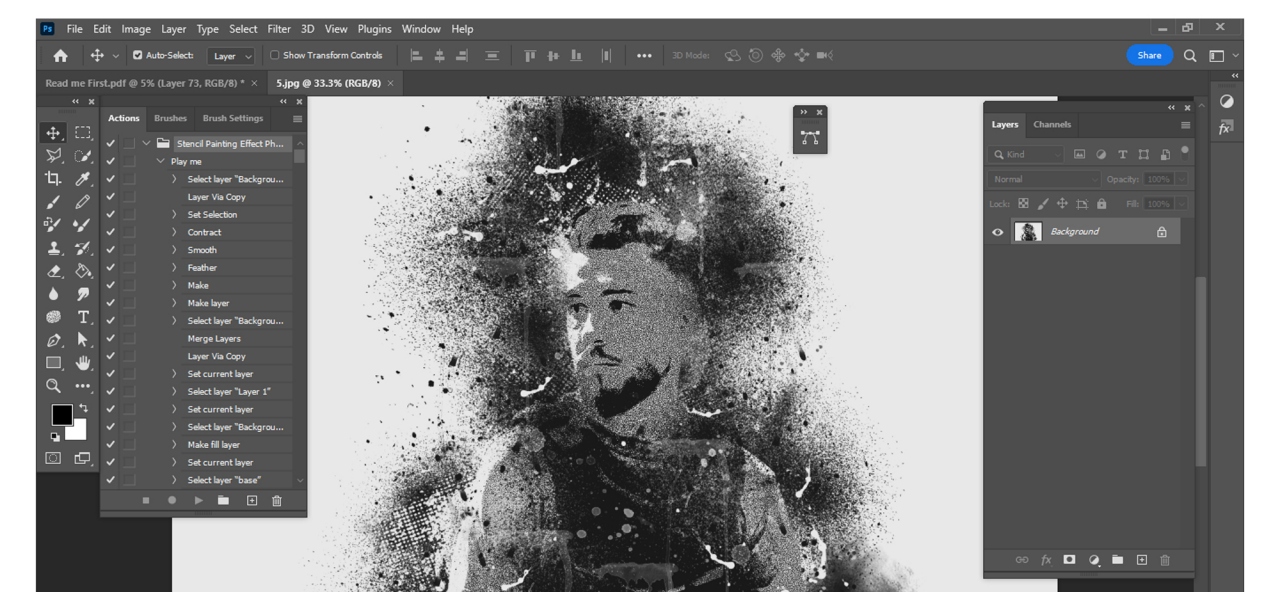 Ps File Edit Image Layer Type Select Filter 3D View Plugins Window Help
Auto-Select: Layer Show Transform Controls 3D Mode: Share
Read me First.pdf @ 5% (Layer 73, RGB/8) * × 5.jpg @ 33.3% (RGB/8) ×
Actions Brushes Brush Settings
Stencil Painting Effect Ph...
Play me
Select layer "Backgrou...
Layer Via Copy
Set Selection
Contract
Smooth
Feather
Make
Make layer
Select layer "Backgrou...
Merge Layers
Layer Via Copy
Set current layer
Select layer "Layer 1"
Set current layer
Select layer "Backgrou...
Make fill layer
Set current layer
Select layer "base"
Layers Channels
Kind
Normal Opacity: 100%
Lock: Fill: 100%
Background
fx
fx